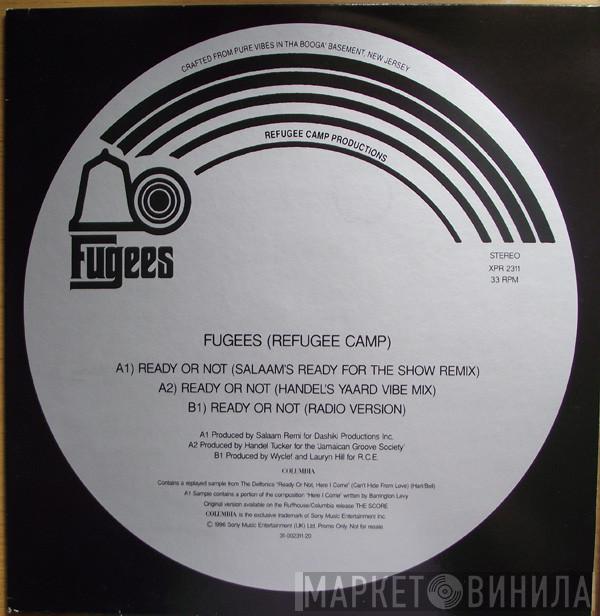 CRAFTED FROM PURE VIBES IN THA BOOGA' BASEMENT, NEW JERSEY
REFUGEE CAMP PRODUCTIONS
Fugees
STEREO
XPR 2311
33 RPM
FUGEES (REFUGEE CAMP)
A1) READY OR NOT (SALAAM'S READY FOR THE SHOW REMIX)
A2) READY OR NOT (HANDEL'S YAARD VIBE MIX)
B1) READY OR NOT (RADIO VERSION)
A1 Produced by Salaam Remi for Dashiki Productions Inc.
A2 Produced by Handel Tucker for the 'Jamaican Groove Society'
B1 Produced by Wyclef and Lauryn Hill for R.C.E.
COLUMBIA
Contains a replayed sample from The Delfonics "Ready Or Not, Here I Come" (Can't Hide From Love) (Hart/Bell)
A1 Sample contains a portion of the composition 'Here I Come' written by Barrington Levy
Original version available on the Ruffhouse/Columbia release THE SCORE
COLUMBIA is the exclusive trademark of Sony Music Entertainment Inc.
© 1996 Sony Music Entertainment (UK) Ltd. Promo Only. Not for resale.
31-002311-20
МАРКЕТ ВИНИЛА